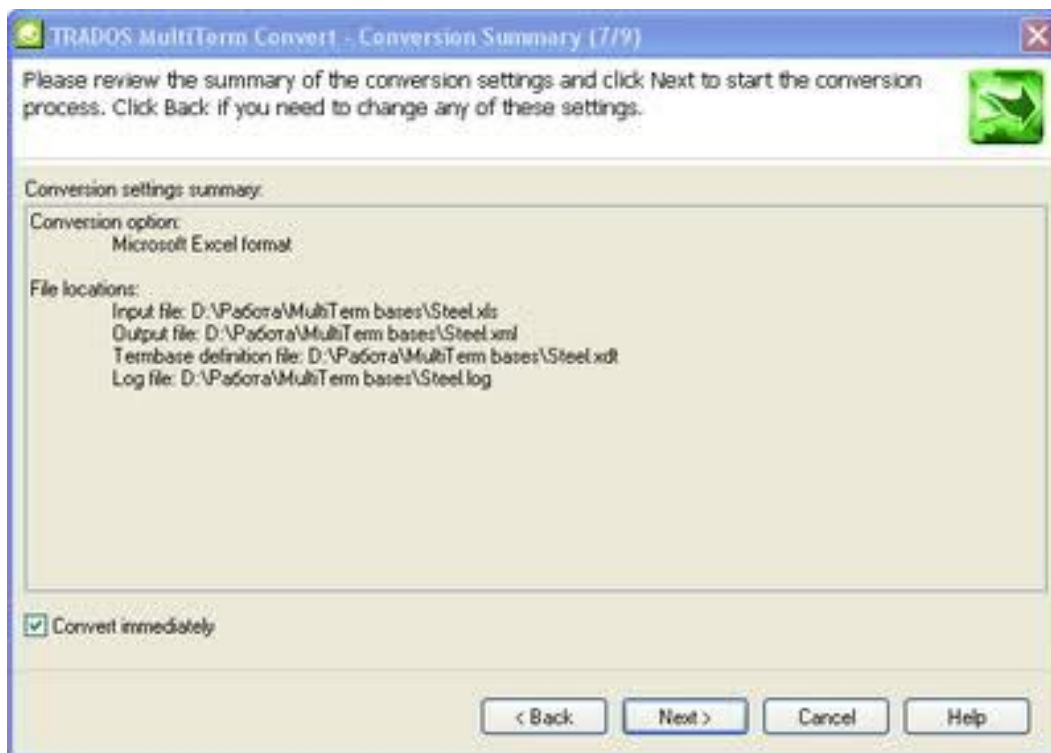 TRADOS MultiTerm Convert - Conversion Summary (7/9)
Please review the summary of the conversion settings and click Next to start the conversion
process. Click Back if you need to change any of these settings.
Conversion settings summary:
Conversion option:
Microsoft Excel format
File locations:
Input file: D:\Работа\MultiTerm bases\Steel.xls
Output file: D:\Работа\MultiTerm bases\Steel.xml
Termbase definition file: D:\Работа\MultiTerm bases\Steel.xdt
Log file: D:\Работа\MultiTerm bases\Steel.log
Convert immediately
< Back Next > Cancel Help